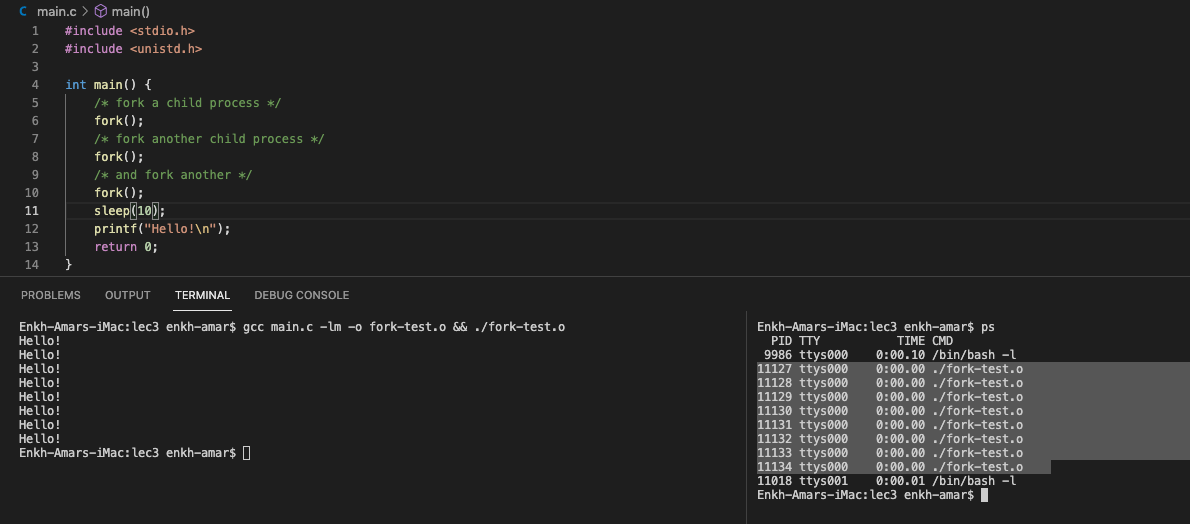 C main.c > main()
1 #include <stdio.h>
2 #include <unistd.h>
3
4 int main() {
5 /* fork a child process */
6 fork();
7 /* fork another child process */
8 fork();
9 /* and fork another */
10 fork();
11 sleep(10);
12 printf("Hello!\n");
13 return 0;
14 }
PROBLEMS OUTPUT TERMINAL DEBUG CONSOLE
Enkh-Amars-iMac:lec3 enkh-amar$ gcc main.c -lm -o fork-test.o && ./fork-test.o
Hello!
Hello!
Hello!
Hello!
Hello!
Hello!
Hello!
Hello!
Enkh-Amars-iMac:lec3 enkh-amar$
Enkh-Amars-iMac:lec3 enkh-amar$ ps
PID TTY TIME CMD
9986 ttys000 0:00.10 /bin/bash -l
11127 ttys000 0:00.00 ./fork-test.o
11128 ttys000 0:00.00 ./fork-test.o
11129 ttys000 0:00.00 ./fork-test.o
11130 ttys000 0:00.00 ./fork-test.o
11131 ttys000 0:00.00 ./fork-test.o
11132 ttys000 0:00.00 ./fork-test.o
11133 ttys000 0:00.00 ./fork-test.o
11134 ttys000 0:00.00 ./fork-test.o
11018 ttys001 0:00.01 /bin/bash -l
Enkh-Amars-iMac:lec3 enkh-amar$